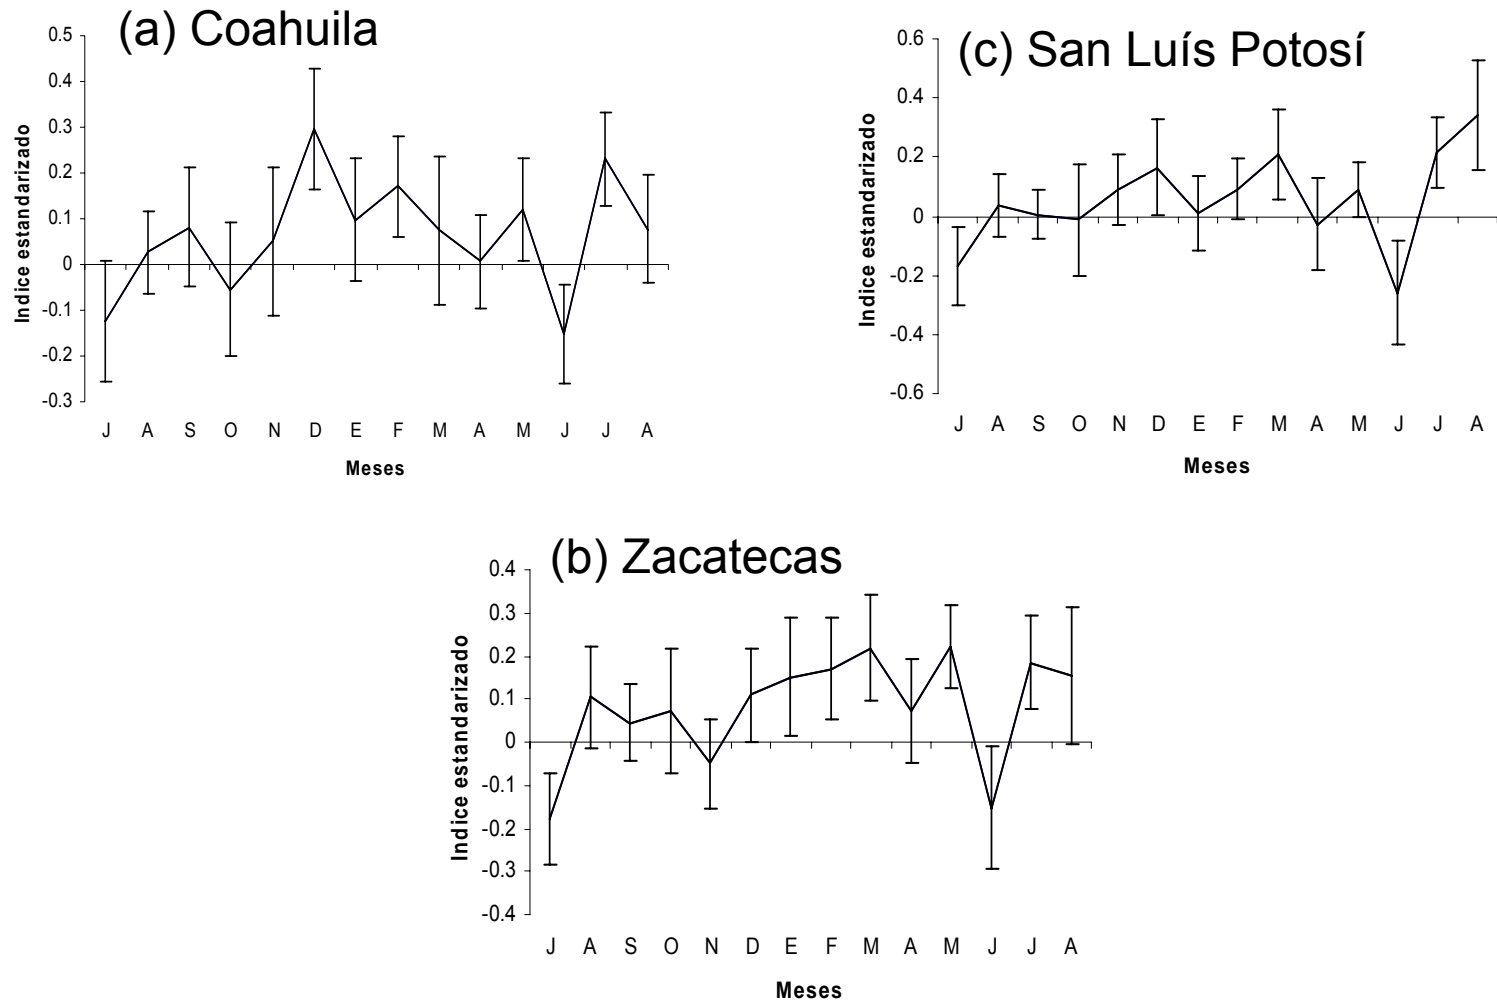 (a) Coahuila
0.5
0.4
0.3
0.2
0.1
0
-0.1
-0.2
-0.3
Indice estandarizado
J A S O N D E F M A M J J A
Meses
(c) San Luís Potosí
0.6
0.4
0.2
0
-0.2
-0.4
-0.6
Indice estandarizado
J A S O N D E F M A M J J A
Meses
(b) Zacatecas
0.4
0.3
0.2
0.1
0
-0.1
-0.2
-0.3
-0.4
Indice estandarizado
J A S O N D E F M A M J J A
Meses